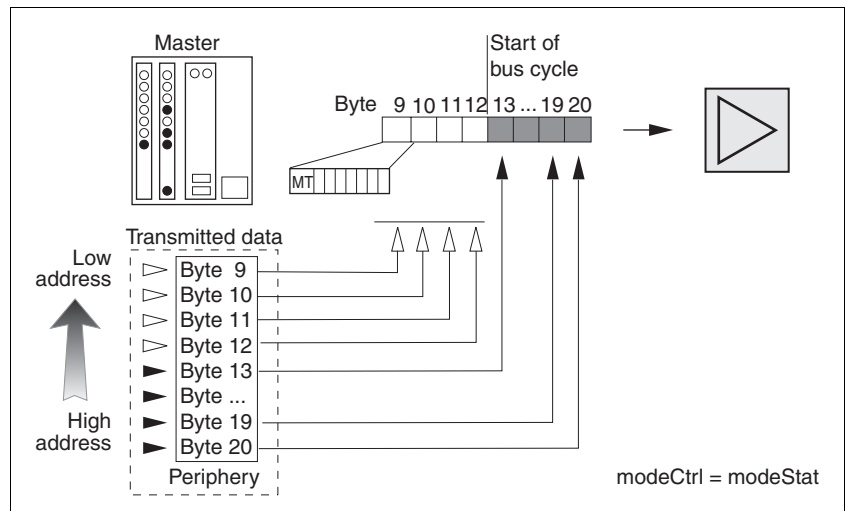 Master
Start of
bus cycle
Byte 9 10 11 12 13 ... 19 20
MT
Transmitted data
Low
address
Byte 9
Byte 10
Byte 11
Byte 12
Byte 13
Byte ...
Byte 19
Byte 20
High
address
Periphery
modeCtrl = modeStat